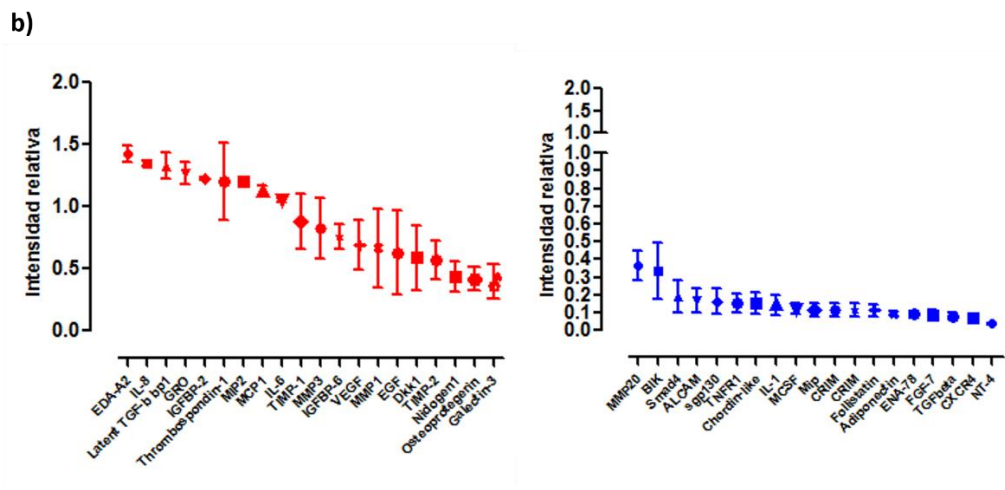 b)
Intensidad relativa
2.0
1.5
1.0
0.5
0.0
EDA-A2
IL-8
Latent TGF-b bp1
GRO
IGFBP-2
Thrombospondin-1
MIP2
MCP1
IL-6
TIMP-1
MMP3
IGFBP-6
VEGF
MMP1
EGF
Dkk1
TIMP-2
Nidogen1
Osteoprotegerin
Galectin-3
Intensidad relativa
2.0
1.5
1.0
1.0
0.9
0.8
0.7
0.6
0.5
0.4
0.3
0.2
0.1
0.0
MMP20
BIK
Smad4
ALCAM
sgp130
TNFR1
Chordin-like
IL-1
MCSF
Mip
CRIM
CRIM
Follistatin
Adiponectin
ENA-78
FGF-7
TGFbeta
CXCR4
NT-4